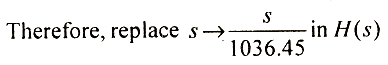 Therefore, replace s → s/1036.45 in H(s)